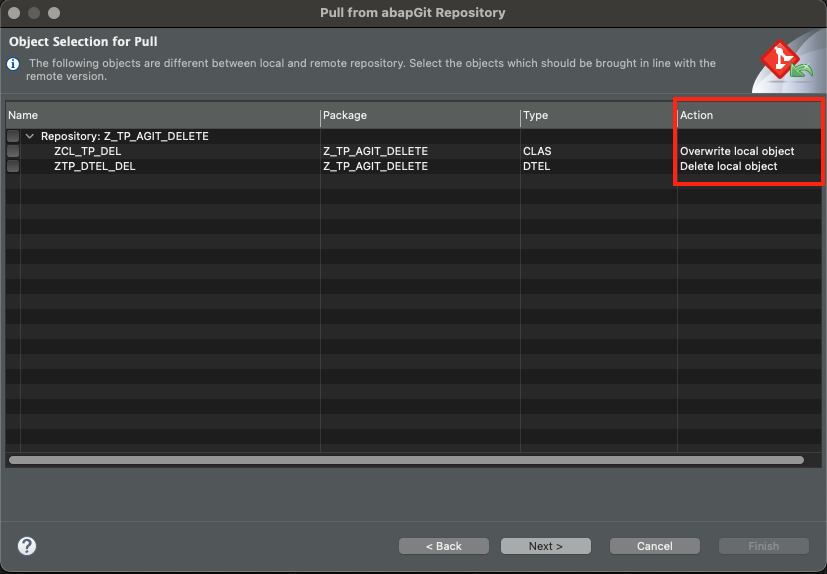 Pull from abapGit Repository
Object Selection for Pull
The following objects are different between local and remote repository. Select the objects which should be brought in line with the
remote version.
Name Package Type Action
Repository: Z_TP_AGIT_DELETE
ZCL_TP_DEL Z_TP_AGIT_DELETE CLAS Overwrite local object
ZTP_DTEL_DEL Z_TP_AGIT_DELETE DTEL Delete local object
? < Back Next > Cancel Finish